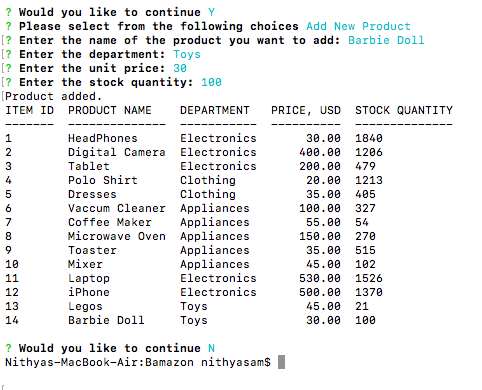 ? Would you like to continue Y
? Please select from the following choices Add New Product
[? Enter the name of the product you want to add: Barbie Doll
[? Enter the department: Toys
[? Enter the unit price: 30
[? Enter the stock quantity: 100
[Product added.
ITEM ID  PRODUCT NAME    DEPARTMENT   PRICE, USD  STOCK QUANTITY
-------  --------------  -----------  ----------  --------------
1        HeadPhones      Electronics       30.00  1840
2        Digital Camera  Electronics      400.00  1206
3        Tablet          Electronics      200.00  479
4        Polo Shirt      Clothing          20.00  1213
5        Dresses         Clothing          35.00  405
6        Vaccum Cleaner  Appliances       100.00  327
7        Coffee Maker    Appliances        55.00  54
8        Microwave Oven  Appliances       150.00  270
9        Toaster         Appliances        35.00  515
10       Mixer           Appliances        45.00  102
11       Laptop          Electronics      530.00  1526
12       iPhone          Electronics      500.00  1370
13       Legos           Toys              45.00  21
14       Barbie Doll     Toys              30.00  100
? Would you like to continue N
Nithyas-MacBook-Air:Bamazon nithyasam$